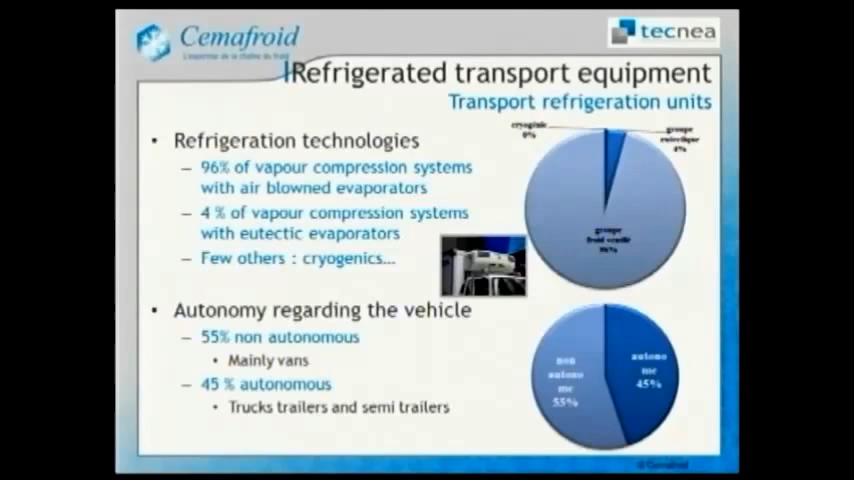 Cemafroid
L'expertise de la chaîne du froid
tecnea
Refrigerated transport equipment
Transport refrigeration units
• Refrigeration technologies
– 96% of vapour compression systems
with air blowned evaporators
– 4 % of vapour compression systems
with eutectic evaporators
– Few others : cryogenics...
• Autonomy regarding the vehicle
– 55% non autonomous
• Mainly vans
– 45 % autonomous
• Trucks trailers and semi trailers
cryogénie
0%
groupe
eutectique
4%
groupe
froid ventilé
96%
non
autono
me
55%
autono
me
45%
© Cemafroid